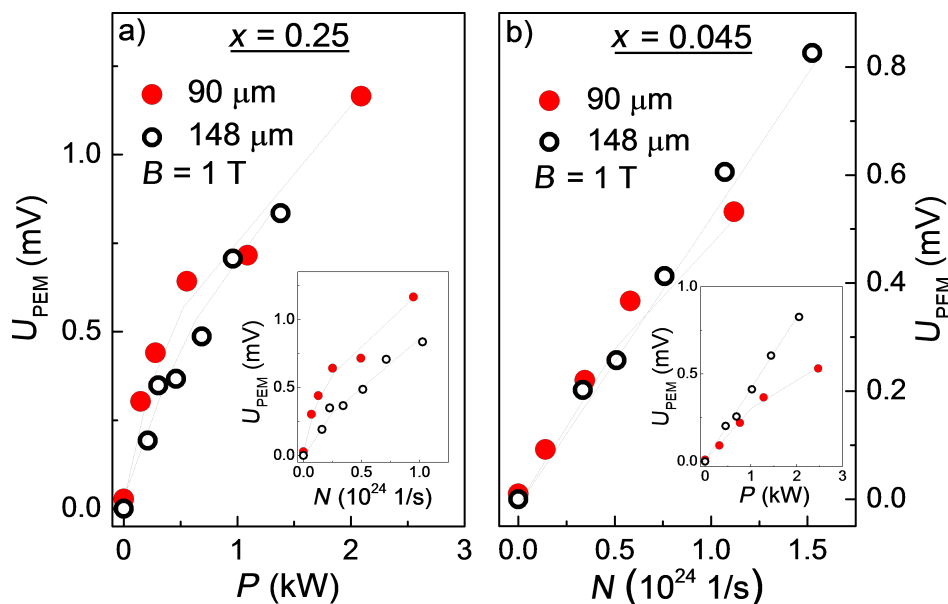 a)
x = 0.25
90 μm
148 μm
B = 1 T
U_PEM (mV)
1.0
0.5
0.0
0
1
2
3
P (kW)
U_PEM (mV)
1.0
0.5
0.0
0.0
0.5
1.0
N (10^24 1/s)
b)
x = 0.045
90 μm
148 μm
B = 1 T
U_PEM (mV)
0.8
0.6
0.4
0.2
0.0
0.0
0.5
1.0
1.5
N (10^24 1/s)
U_PEM (mV)
1.0
0.5
0.0
0
1
2
3
P (kW)